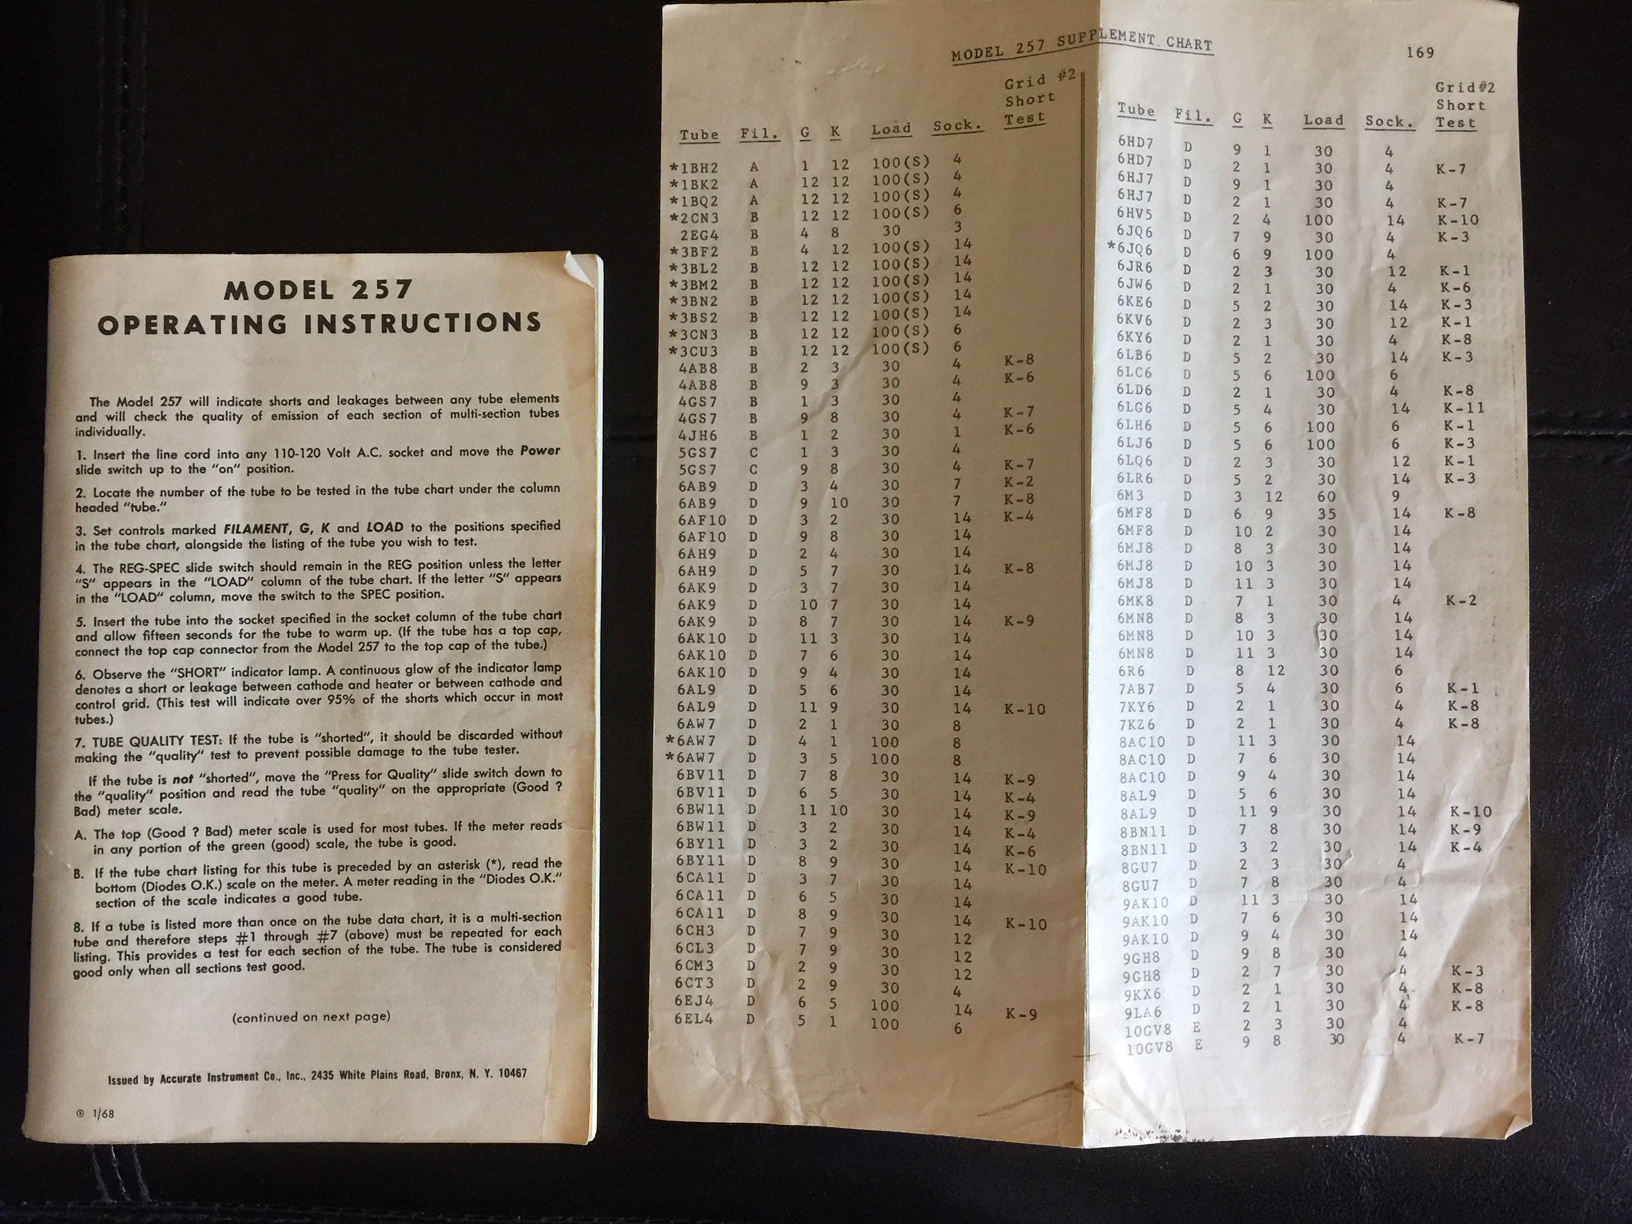 MODEL 257
OPERATING INSTRUCTIONS
The Model 257 will indicate shorts and leakages between any tube elements
and will check the quality of emission of each section of multi-section tubes
individually.
1. Insert the line cord into any 110-120 Volt A.C. socket and move the Power
slide switch up to the "on" position.
2. Locate the number of the tube to be tested in the tube chart under the column
headed "tube."
3. Set controls marked FILAMENT, G, K and LOAD to the positions specified
in the tube chart, alongside the listing of the tube you wish to test.
4. The REG-SPEC slide switch should remain in the REG position unless the letter
"S" appears in the "LOAD" column of the tube chart. If the letter "S" appears
in the "LOAD" column, move the switch to the SPEC position.
5. Insert the tube into the socket specified in the socket column of the tube chart
and allow fifteen seconds for the tube to warm up. (If the tube has a top cap,
connect the top cap connector from the Model 257 to the top cap of the tube.)
6. Observe the "SHORT" indicator lamp. A continuous glow of the indicator lamp
denotes a short or leakage between cathode and heater or between cathode and
control grid. (This test will indicate over 95% of the shorts which occur in most
tubes.)
7. TUBE QUALITY TEST: If the tube is "shorted", it should be discarded without
making the "quality" test to prevent possible damage to the tube tester.
If the tube is not "shorted", move the "Press for Quality" slide switch down to
the "quality" position and read the tube "quality" on the appropriate (Good ?
Bad) meter scale.
A. The top (Good ? Bad) meter scale is used for most tubes. If the meter reads
in any portion of the green (good) scale, the tube is good.
B. If the tube chart listing for this tube is preceded by an asterisk (*), read the
bottom (Diodes O.K.) scale on the meter. A meter reading in the "Diodes O.K."
section of the scale indicates a good tube.
8. If a tube is listed more than once on the tube data chart, it is a multi-section
tube and therefore steps #1 through #7 (above) must be repeated for each
listing. This provides a test for each section of the tube. The tube is considered
good only when all sections test good.
(continued on next page)
Issued by Accurate Instrument Co., Inc., 2435 White Plains Road, Bronx, N. Y. 10467
© 1/68
MODEL 257 SUPPLEMENT CHART
169
Grid #2
Short
Tube Fil. G K Load Sock. Test
*1BH2 A 1 12 100(S) 4
*1BK2 A 12 12 100(S) 4
*1BQ2 A 12 12 100(S) 4
*2CN3 B 12 12 100(S) 6
2EG4 B 4 8 30 3
*3BF2 B 4 12 100(S) 14
*3BL2 B 12 12 100(S) 14
*3BM2 B 12 12 100(S) 14
*3BN2 B 12 12 100(S) 14
*3BS2 B 12 12 100(S) 14
*3CN3 B 12 12 100(S) 6
*3CU3 B 12 12 100(S) 6
4AB8 B 2 3 30 4 K-8
4AB8 B 9 3 30 4 K-6
4GS7 B 1 3 30 4
4GS7 B 9 8 30 4 K-7
4JH6 B 1 2 30 1 K-6
5GS7 C 1 3 30 4
5GS7 C 9 8 30 4 K-7
6AB9 D 3 4 30 7 K-2
6AB9 D 9 10 30 7 K-8
6AF10 D 3 2 30 14 K-4
6AF10 D 9 8 30 14
6AH9 D 2 4 30 14
6AH9 D 5 7 30 14 K-8
6AK9 D 3 7 30 14
6AK9 D 10 7 30 14
6AK9 D 8 7 30 14 K-9
6AK10 D 11 3 30 14
6AK10 D 7 6 30 14
6AK10 D 9 4 30 14
6AL9 D 5 6 30 14
6AL9 D 11 9 30 14 K-10
6AW7 D 2 1 30 8
*6AW7 D 4 1 100 8
*6AW7 D 3 5 100 8
6BV11 D 7 8 30 14 K-9
6BV11 D 6 5 30 14 K-4
6BW11 D 11 10 30 14 K-9
6BW11 D 3 2 30 14 K-4
6BY11 D 3 2 30 14 K-6
6BY11 D 8 9 30 14 K-10
6CA11 D 3 7 30 14
6CA11 D 6 5 30 14
6CA11 D 8 9 30 14 K-10
6CH3 D 7 9 30 12
6CL3 D 7 9 30 12
6CM3 D 2 9 30 12
6CT3 D 2 9 30 4
6EJ4 D 6 5 100 14 K-9
6EL4 D 5 1 100 6
Grid#2
Short
Tube Fil. G K Load Sock. Test
6HD7 D 9 1 30 4
6HD7 D 2 1 30 4 K-7
6HJ7 D 9 1 30 4
6HJ7 D 2 1 30 4 K-7
6HV5 D 2 4 100 14 K-10
6JQ6 D 7 9 30 4 K-3
*6JQ6 D 6 9 100 4
6JR6 D 2 3 30 12 K-1
6JW6 D 2 1 30 4 K-6
6KE6 D 5 2 30 14 K-3
6KV6 D 2 3 30 12 K-1
6KY6 D 2 1 30 4 K-8
6LB6 D 5 2 30 14 K-3
6LC6 D 5 6 100 6
6LD6 D 2 1 30 4 K-8
6LG6 D 5 4 30 14 K-11
6LH6 D 5 6 100 6 K-1
6LJ6 D 5 6 100 6 K-3
6LQ6 D 2 3 30 12 K-1
6LR6 D 5 2 30 14 K-3
6M3 D 3 12 60 9
6MF8 D 6 9 35 14 K-8
6MF8 D 10 2 30 14
6MJ8 D 8 3 30 14
6MJ8 D 10 3 30 14
6MJ8 D 11 3 30 14
6MK8 D 7 1 30 4 K-2
6MN8 D 8 3 30 14
6MN8 D 10 3 30 14
6MN8 D 11 3 30 14
6R6 D 8 12 30 6
7AB7 D 5 4 30 6 K-1
7KY6 D 2 1 30 4 K-8
7KZ6 D 2 1 30 4 K-8
8AC10 D 11 3 30 14
8AC10 D 7 6 30 14
8AC10 D 9 4 30 14
8AL9 D 5 6 30 14
8AL9 D 11 9 30 14 K-10
8BN11 D 7 8 30 14 K-9
8BN11 D 3 2 30 14 K-4
8GU7 D 2 3 30 4
8GU7 D 7 8 30 4
9AK10 D 11 3 30 14
9AK10 D 7 6 30 14
9AK10 D 9 4 30 14
9GH8 D 9 8 30 4
9GH8 D 2 7 30 4 K-3
9KX6 D 2 1 30 4 K-8
9LA6 D 2 1 30 4 K-8
10GV8 E 2 3 30 4
10GV8 E 9 8 30 4 K-7